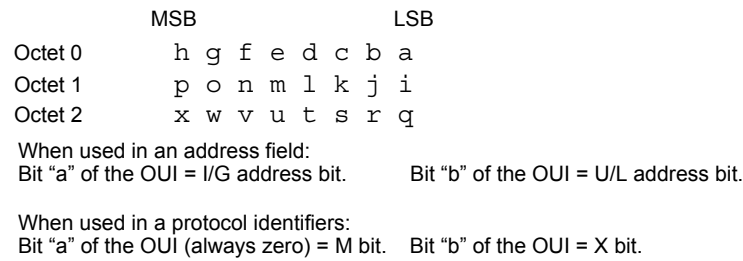 MSB LSB
Octet 0 h g f e d c b a
Octet 1 p o n m l k j i
Octet 2 x w v u t s r q
When used in an address field:
Bit “a” of the OUI = I/G address bit. Bit “b” of the OUI = U/L address bit.
When used in a protocol identifiers:
Bit “a” of the OUI (always zero) = M bit. Bit “b” of the OUI = X bit.